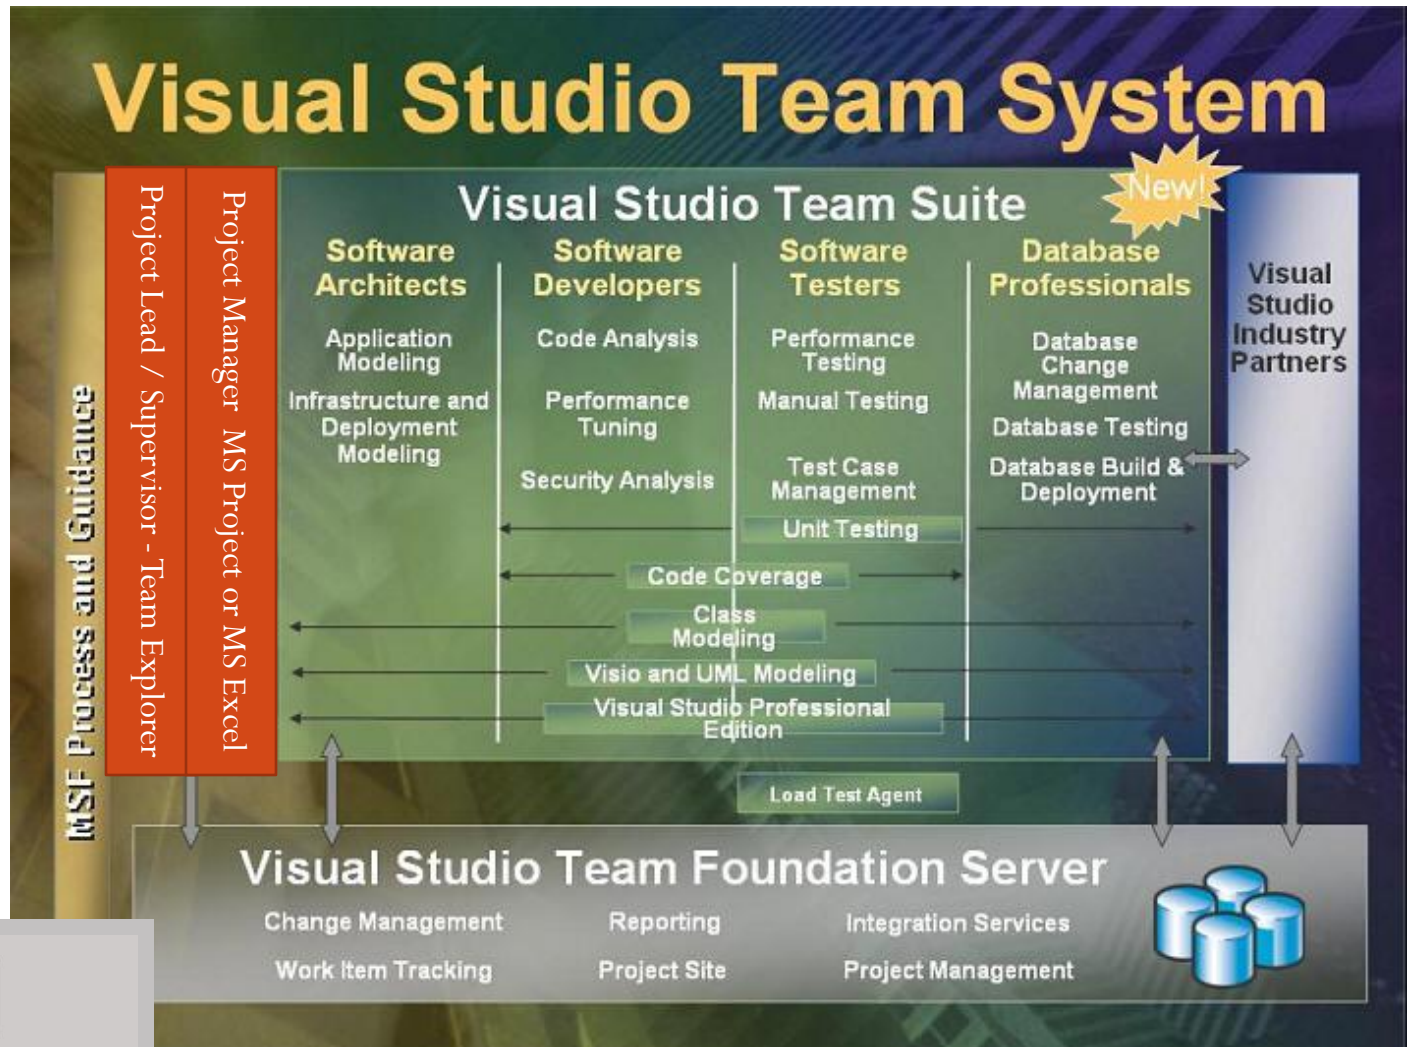 Visual Studio Team System
MSF Process and Guidance
Project Lead / Supervisor - Team Explorer
Project Manager  MS Project or MS Excel
Visual Studio Team Suite
New!
Software
Architects
Application
Modeling
Infrastructure and
Deployment
Modeling
Software
Developers
Code Analysis
Performance
Tuning
Security Analysis
Software
Testers
Performance
Testing
Manual Testing
Test Case
Management
Database
Professionals
Database
Change
Management
Database Testing
Database Build &
Deployment
Unit Testing
Code Coverage
Class
Modeling
Visio and UML Modeling
Visual Studio Professional
Edition
Visual
Studio
Industry
Partners
Load Test Agent
Visual Studio Team Foundation Server
Change Management
Reporting
Integration Services
Work Item Tracking
Project Site
Project Management